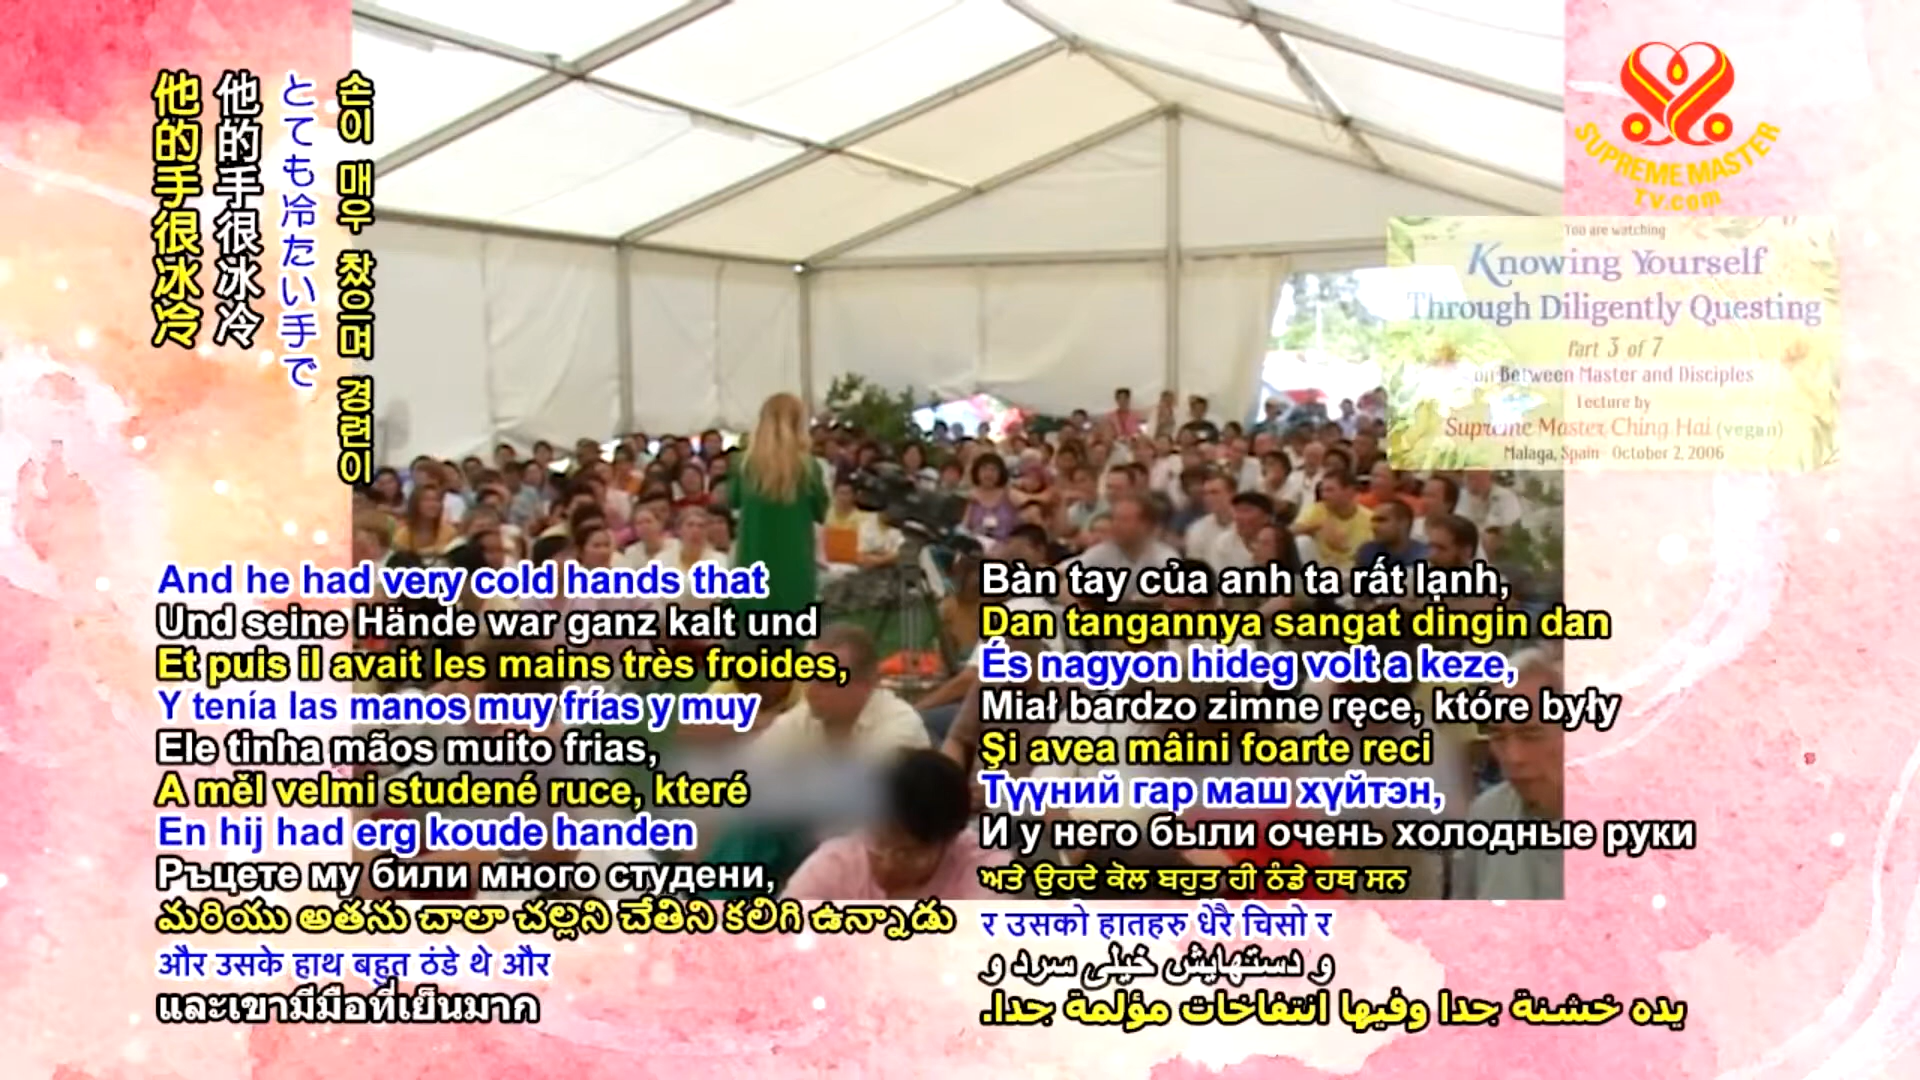 他的手很冰冷
他的手很冰冷
とても冷たい手で
손이 매우 찼으며 경련이
SUPREME MASTER
TV.com
You are watching
Knowing Yourself
Through Diligently Questing
Part 3 of 7
Between Master and Disciples
Lecture by
Supreme Master Ching Hai (vegan)
Malaga, Spain - October 2, 2006
And he had very cold hands that
Und seine Hände war ganz kalt und
Et puis il avait les mains très froides,
Y tenía las manos muy frías y muy
Ele tinha mãos muito frias,
A měl velmi studené ruce, které
En hij had erg koude handen
Ръцете му били много студени,
మరియు అతను చాలా చల్లని చేతిని కలిగి ఉన్నాడు
और उसके हाथ बहुत ठंडे थे और
และเขามีมือที่เย็นมาก
Bàn tay của anh ta rất lạnh,
Dan tangannya sangat dingin dan
És nagyon hideg volt a keze,
Miał bardzo zimne ręce, które były
Şi avea mâini foarte reci
Түүний гар маш хүйтэн,
И у него были очень холодные руки
ਅਤੇ ਉਹਦੇ ਕੋਲ ਬਹੁਤ ਹੀ ਠੰਡੇ ਹਥ ਸਨ
र उसको हातहरु धेरै चिसो र
و دستهایش خیلی سرد و
يده خشنة جدا وفيها انتفاخات مؤلمة جدا.